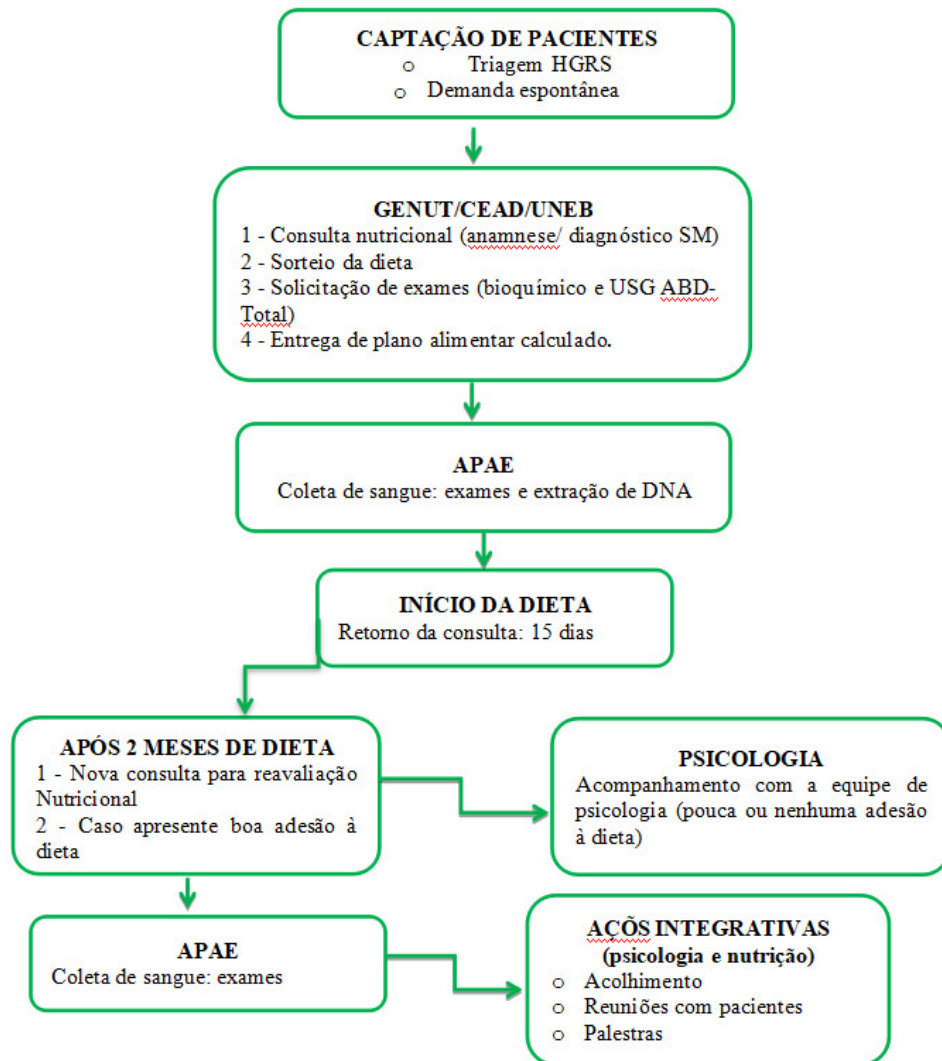 CAPTAÇÃO DE PACIENTES
o Triagem HGRS
o Demanda espontânea
GENUT/CEAD/UNEB
1 - Consulta nutricional (anamnese/ diagnóstico SM)
2 - Sorteio da dieta
3 - Solicitação de exames (bioquímico e USG ABD-
Total)
4 - Entrega de plano alimentar calculado.
APAE
Coleta de sangue: exames e extração de DNA
INÍCIO DA DIETA
Retorno da consulta: 15 dias
APÓS 2 MESES DE DIETA
1 - Nova consulta para reavaliação
Nutricional
2 - Caso apresente boa adesão à
dieta
PSICOLOGIA
Acompanhamento com a equipe de
psicologia (pouca ou nenhuma adesão
à dieta)
APAE
Coleta de sangue: exames
AÇÕS INTEGRATIVAS
(psicologia e nutrição)
o Acolhimento
o Reuniões com pacientes
o Palestras